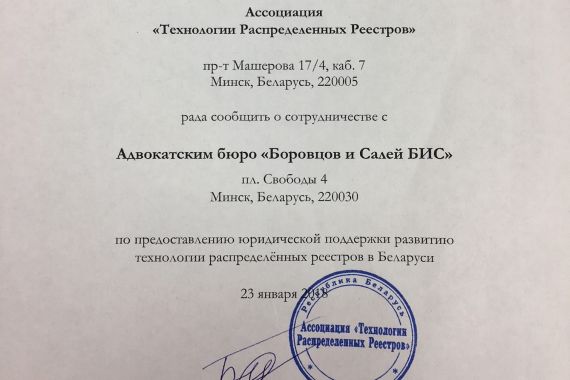 Ассоциация
«Технологии Распределенных Реестров»
пр-т Машерова 17/4, каб. 7
Минск, Беларусь, 220005
рада сообщить о сотрудничестве с
Адвокатским бюро «Боровцов и Салей БИС»
пл. Свободы 4
Минск, Беларусь, 220030
по предоставлению юридической поддержки развитию
технологии распределённых реестров в Беларуси
23 января 2018
Республика Беларусь
Ассоциация «Технологии
Распределенных Реестров»